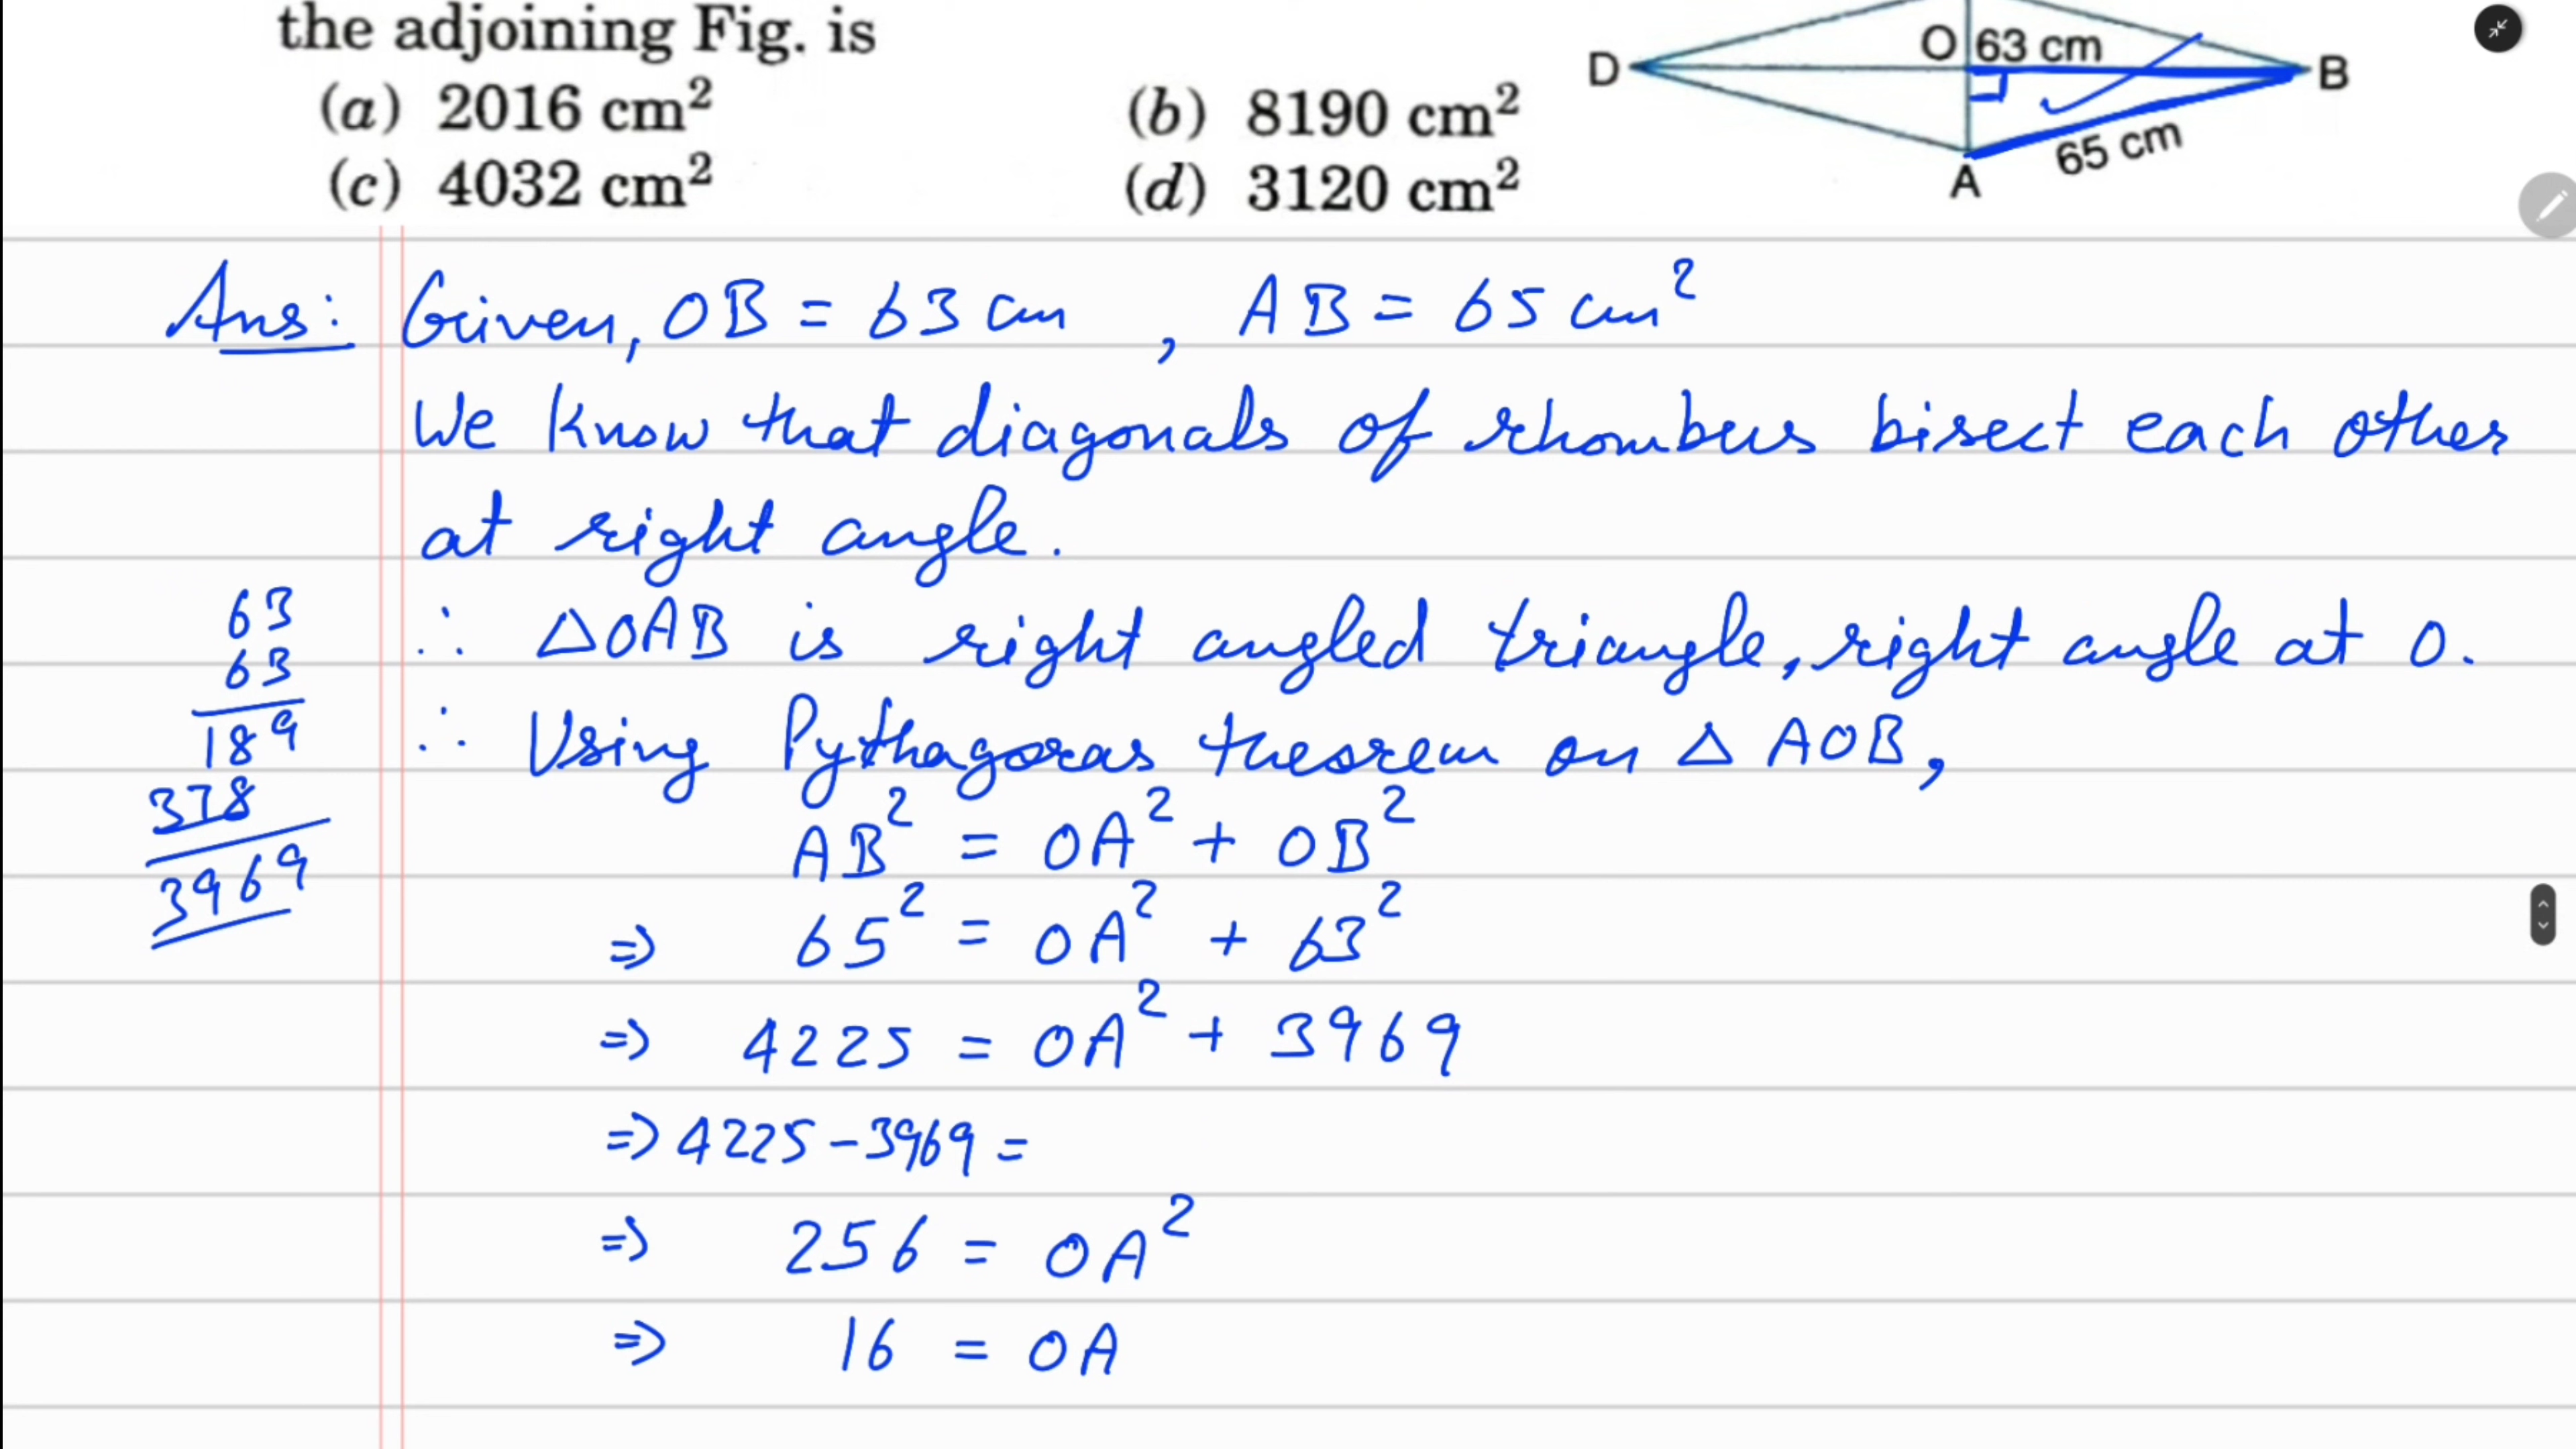 the adjoining Fig. is
(a) 2016 cm²
(b) 8190 cm²
(c) 4032 cm²
(d) 3120 cm²
D
O
63 cm
B
65 cm
A
Ans: Given, OB = 63 cm , AB = 65 cm²
We know that diagonals of rhombus bisect each other
at right angle.
∴ △OAB is right angled triangle, right angle at O.
∴ Using Pythagoras theorem on △ AOB,
AB² = OA² + OB²
⇒ 65² = OA² + 63²
⇒ 4225 = OA² + 3969
⇒ 4225 - 3969 =
⇒ 256 = OA²
⇒ 16 = OA
63
63
189
378
3969